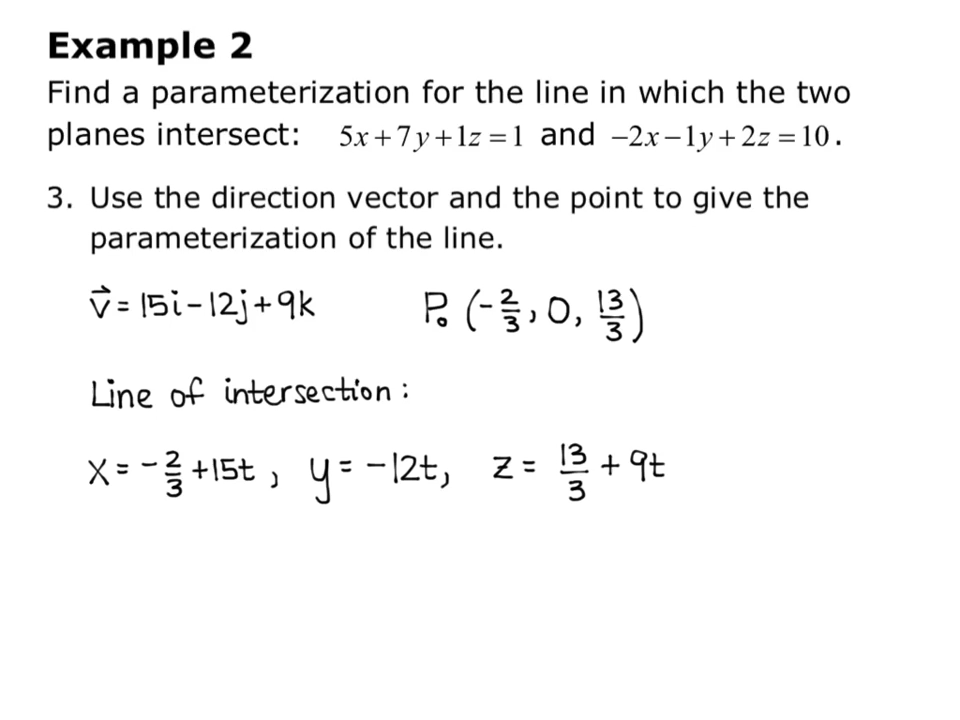 Example 2
Find a parameterization for the line in which the two
planes intersect: 5x+7y+1z=1 and −2x−1y+2z=10.
3. Use the direction vector and the point to give the
parameterization of the line.
v⃗ = 15i-12j+9k P₀ (-2/3, 0, 13/3)
Line of intersection:
x = -2/3 +15t, y = -12t, z = 13/3 + 9t